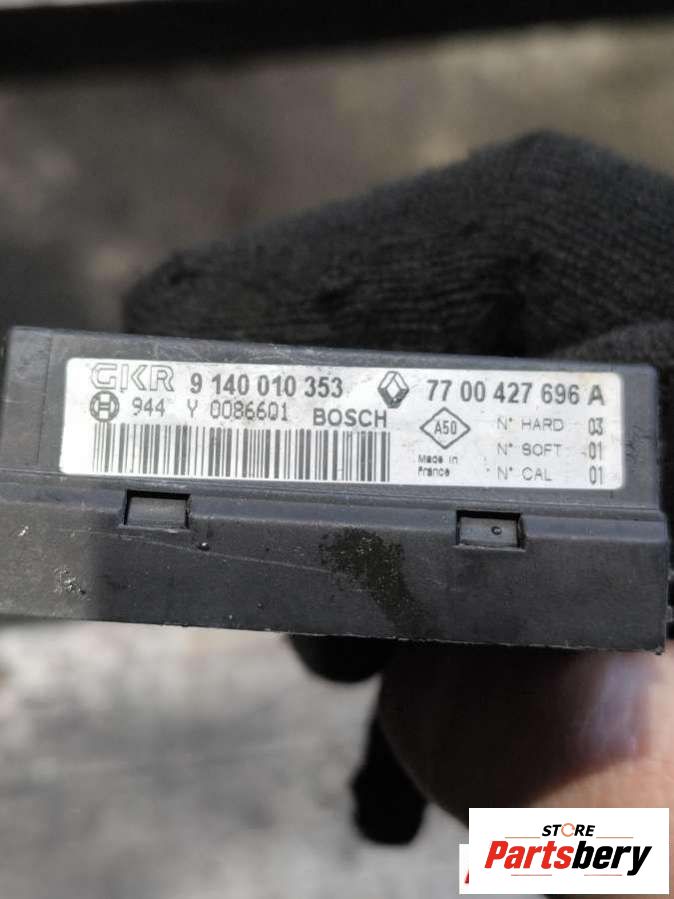 GKR 9 140 010 353 77 00 427 696 A
944 Y 0086601 BOSCH
A50
N° HARD 03
N° SOFT 01
Made in France
N° CAL 01
STORE
Partsbery